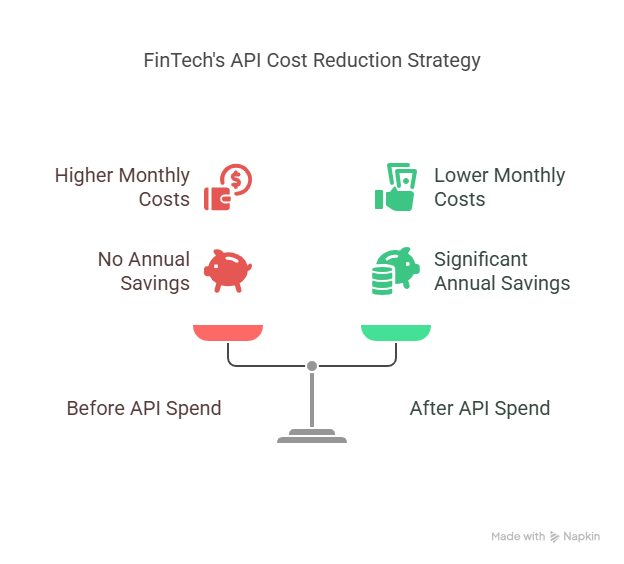 FinTech's API Cost Reduction Strategy
Higher Monthly
Costs
Lower Monthly
Costs
No Annual
Savings
Significant
Annual Savings
Before API Spend
After API Spend
Made with Napkin